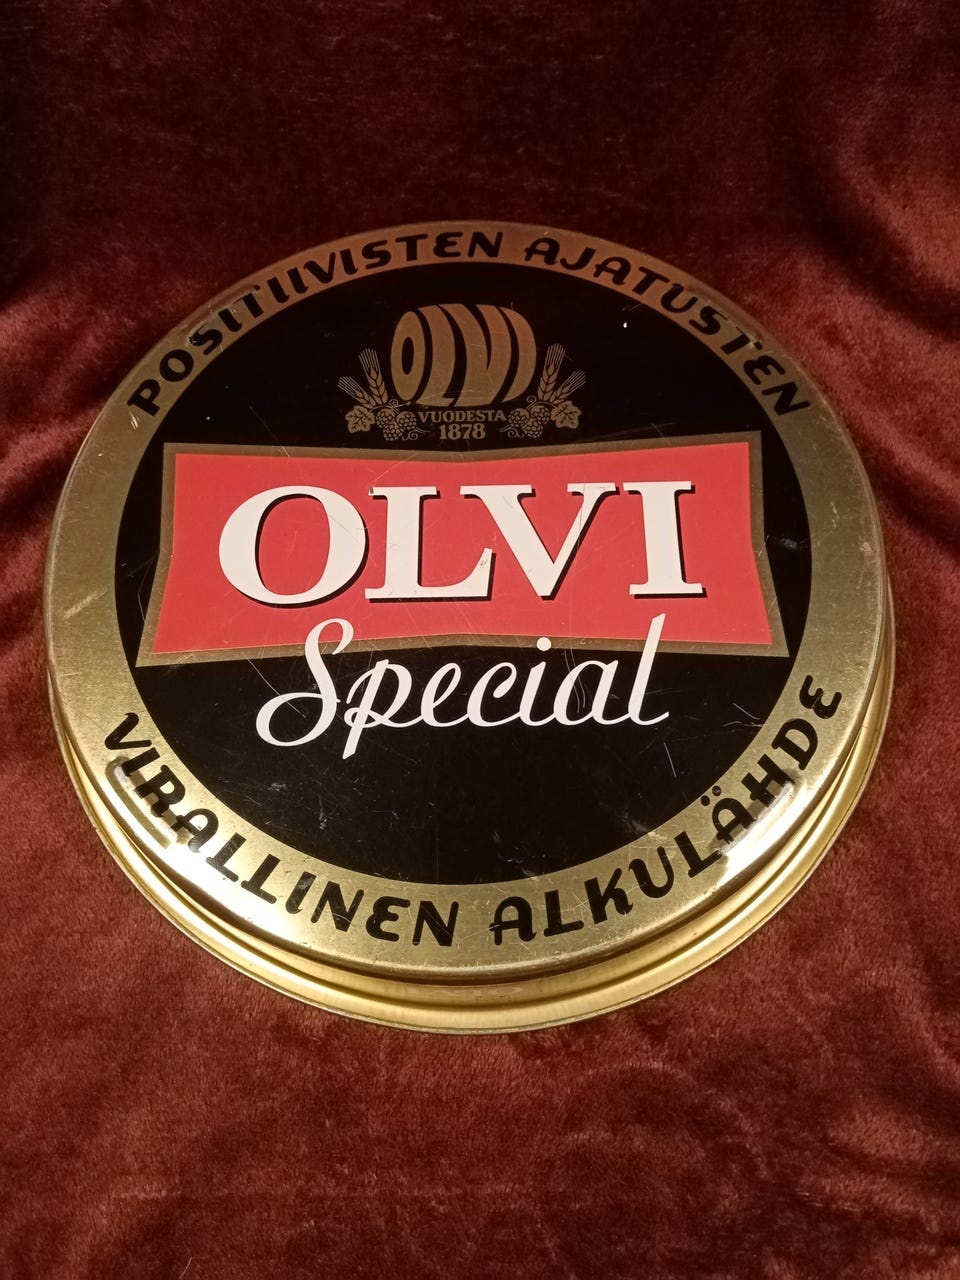 POSITIIVISTEN AJATUSTEN
OLVI
VUODESTA
1878
OLVI
Special
VIRALLINEN ALKULÄHDE